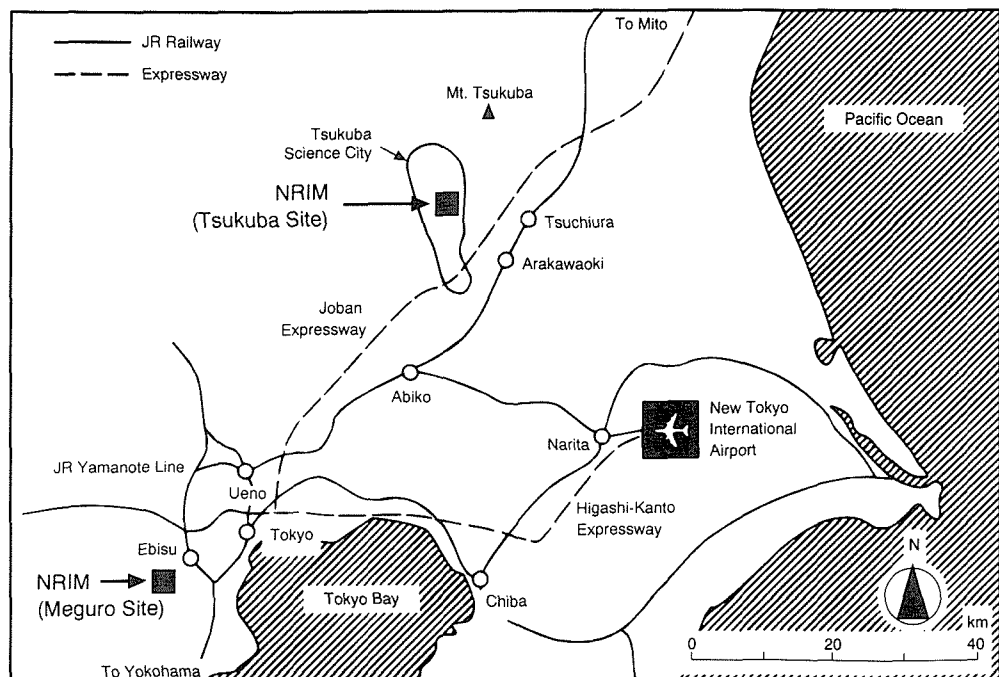 JR Railway
Expressway
To Mito
Mt. Tsukuba
Pacific Ocean
Tsukuba
Science City
NRIM
(Tsukuba Site)
Tsuchiura
Arakawaoki
Joban
Expressway
Abiko
New Tokyo
International
Airport
Narita
JR Yamanote Line
Ueno
Higashi-Kanto
Expressway
Tokyo
Ebisu
N
NRIM
(Meguro Site)
Tokyo Bay
Chiba
km
To Yokohama
0 20 40